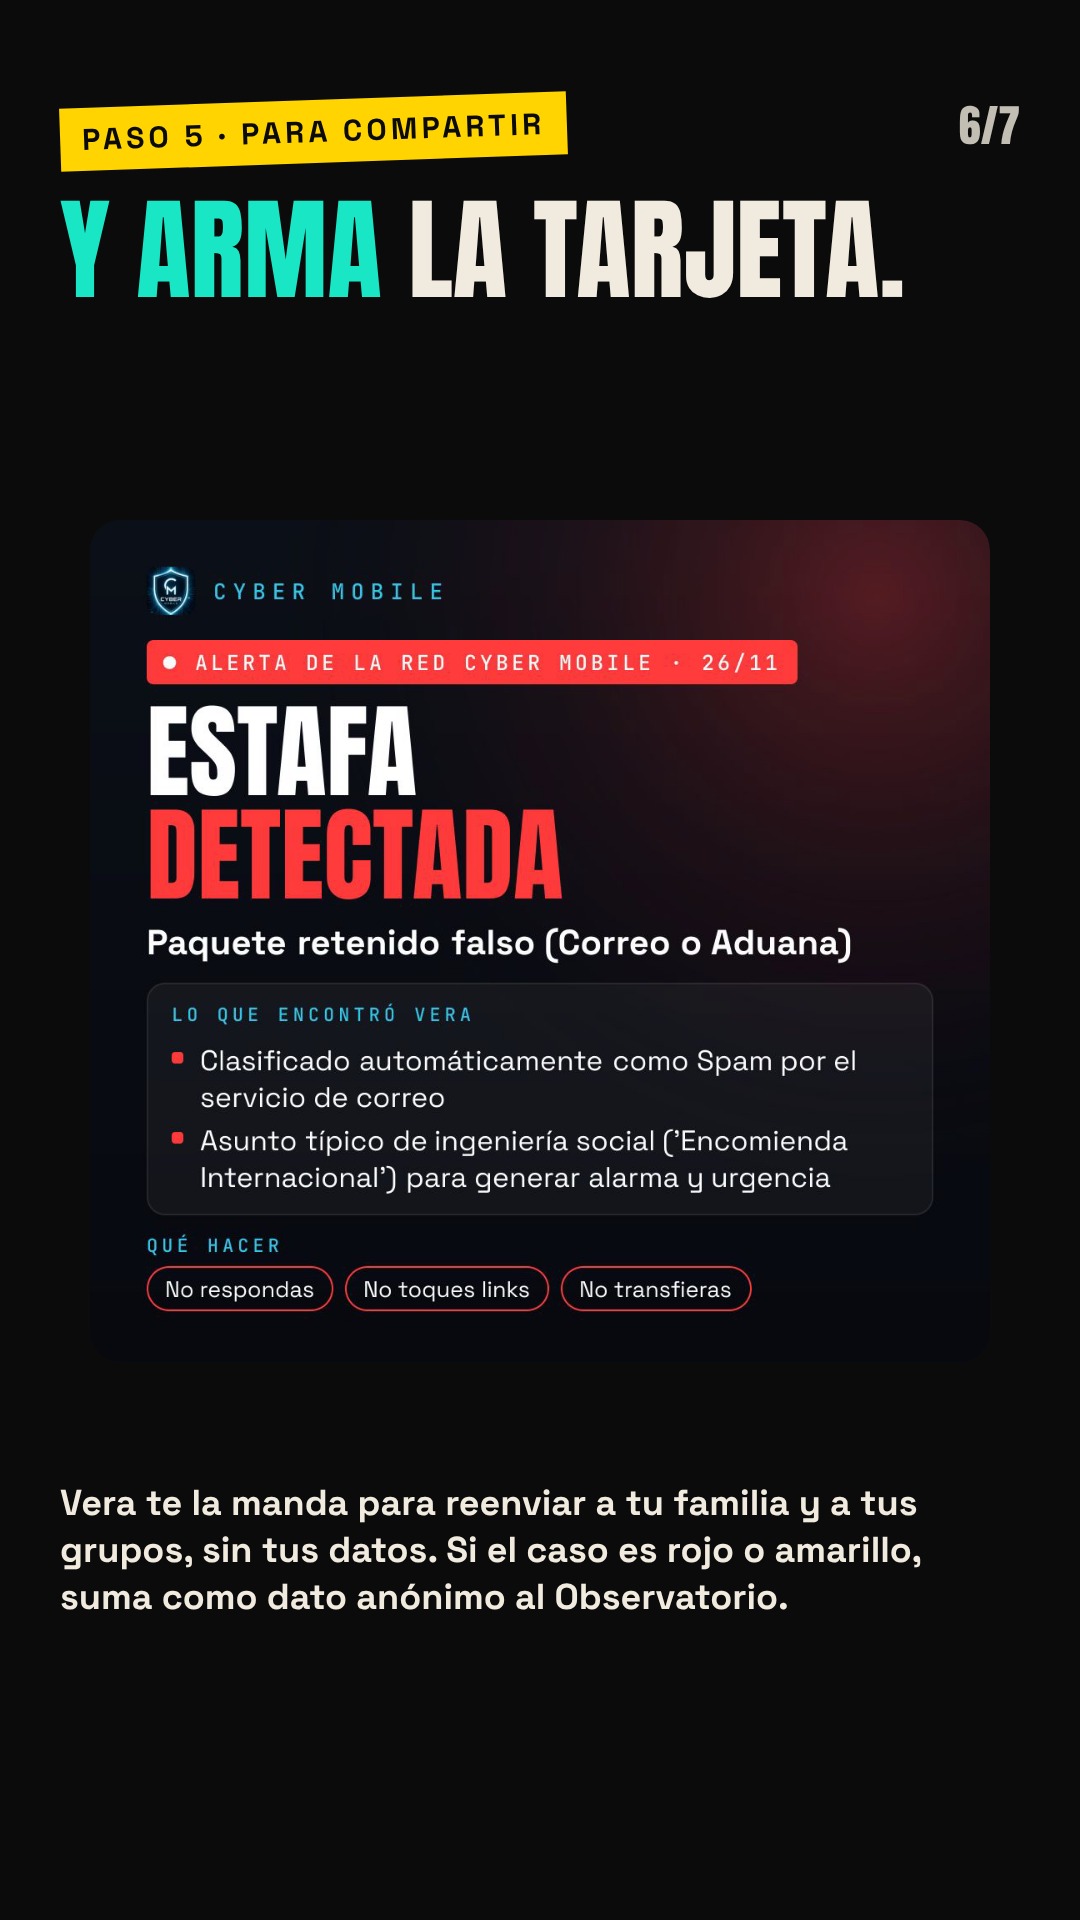 PASO 5 · PARA COMPARTIR
6/7
Y ARMA LA TARJETA.
CM
CYBER
CYBER MOBILE
ALERTA DE LA RED CYBER MOBILE · 26/11
ESTAFA
DETECTADA
Paquete retenido falso (Correo o Aduana)
LO QUE ENCONTRÓ VERA
Clasificado automáticamente como Spam por el
servicio de correo
Asunto típico de ingeniería social ('Encomienda
Internacional') para generar alarma y urgencia
QUÉ HACER
No respondas
No toques links
No transfieras
Vera te la manda para reenviar a tu familia y a tus
grupos, sin tus datos. Si el caso es rojo o amarillo,
suma como dato anónimo al Observatorio.